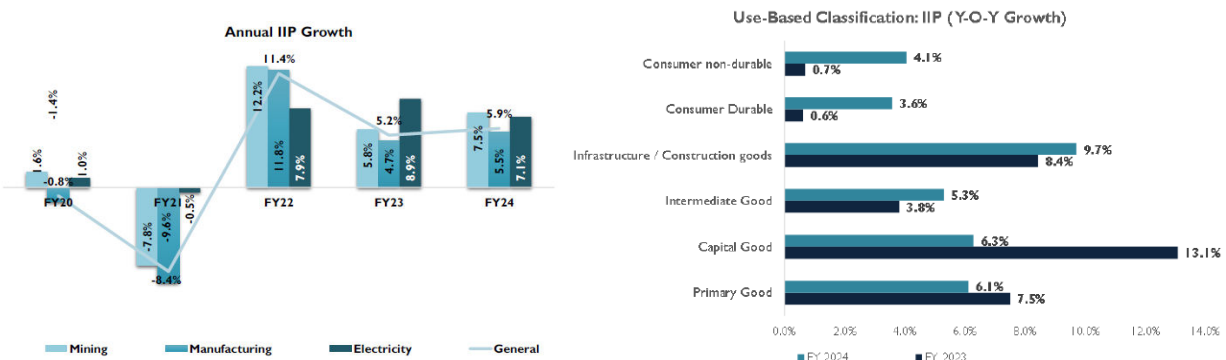 Annual IIP Growth
-1.4%
1.6%
-0.8%
1.0%
FY20
-7.8%
-9.6%
-0.5%
-8.4%
FY21
12.2%
11.8%
7.9%
11.4%
FY22
5.8%
4.7%
8.9%
5.2%
FY23
7.5%
5.5%
7.1%
5.9%
FY24
Mining Manufacturing Electricity General
Use-Based Classification: IIP (Y-O-Y Growth)
Consumer non-durable 4.1%
0.7%
Consumer Durable 3.6%
0.6%
Infrastructure / Construction goods 9.7%
8.4%
Intermediate Good 5.3%
3.8%
Capital Good 6.3%
13.1%
Primary Good 6.1%
7.5%
0.0% 2.0% 4.0% 6.0% 8.0% 10.0% 12.0% 14.0%
FY 2024 FY 2023